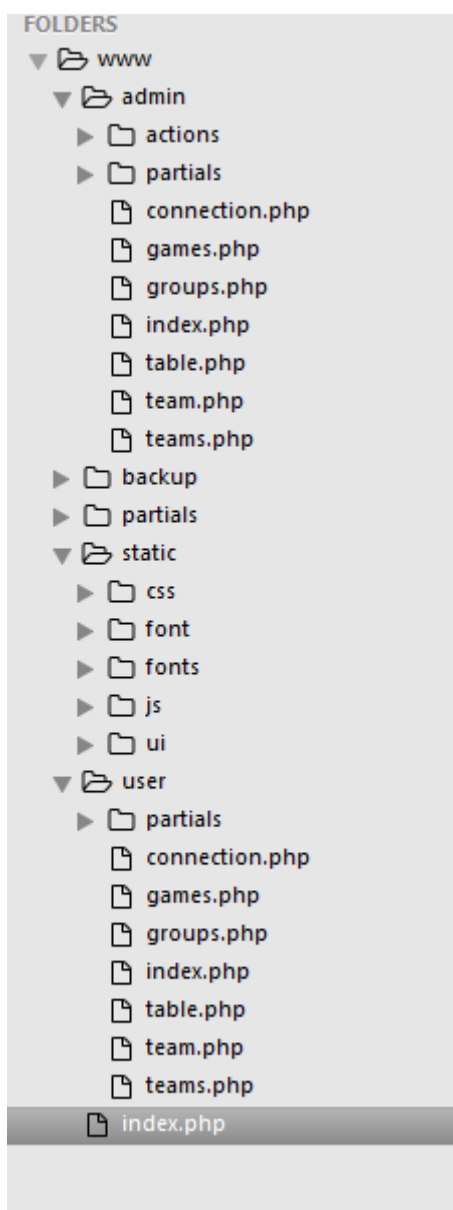 FOLDERS
www
admin
actions
partials
connection.php
games.php
groups.php
index.php
table.php
team.php
teams.php
backup
partials
static
css
font
fonts
js
ui
user
partials
connection.php
games.php
groups.php
index.php
table.php
team.php
teams.php
index.php